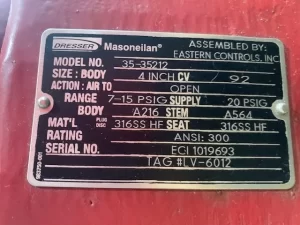 DRESSER Masoneilan® ASSEMBLED BY:
EASTERN CONTROLS, INC
MODEL NO. 35-35212
SIZE: BODY 4 INCH CV 92
ACTION: AIR TO OPEN
RANGE 7-15 PSIG SUPPLY 20 PSIG
BODY A216 STEM A564
MAT'L PLUG DISC 316SS HF SEAT 316SS HF
RATING ANSI: 300
SERIAL NO. ECI 1019693
TAG #LV-6012